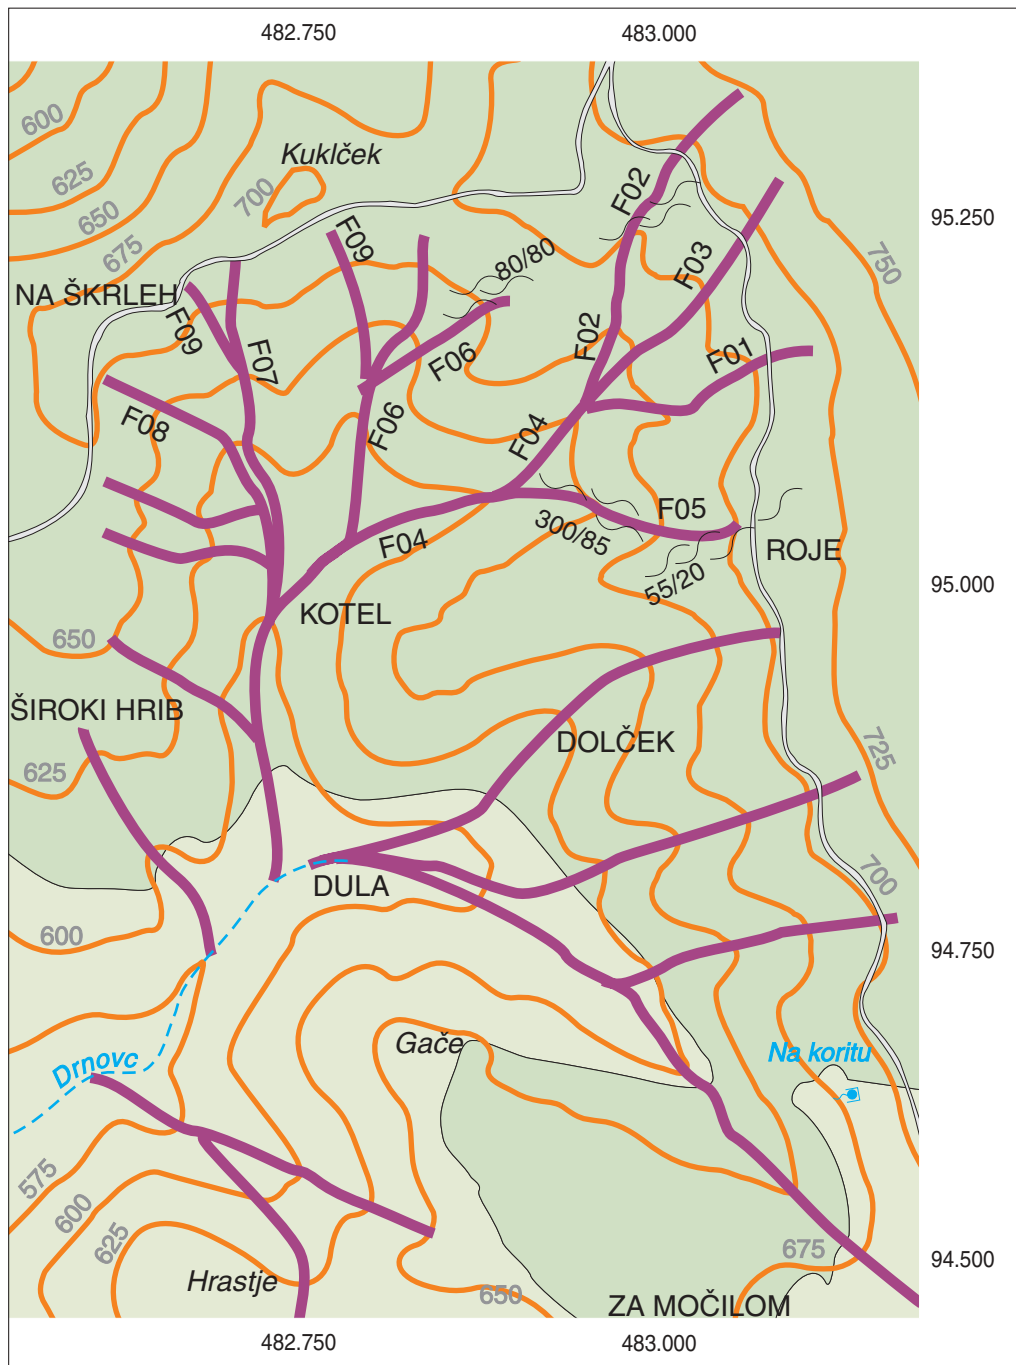 482.750
483.000
600
Kuklček
625
700
650
675
F02
95.250
F09
80/80
F03
750
NA ŠKRLEH
F09
F07
F06
F02
F01
F08
F06
F04
F05
300/85
F04
ROJE
55/20
95.000
KOTEL
650
ŠIROKI HRIB
DOLČEK
725
625
DULA
700
600
94.750
Gače
Na koritu
Drnovc
575
600
625
675
94.500
Hrastje
650
ZA MOČILOM
482.750
483.000